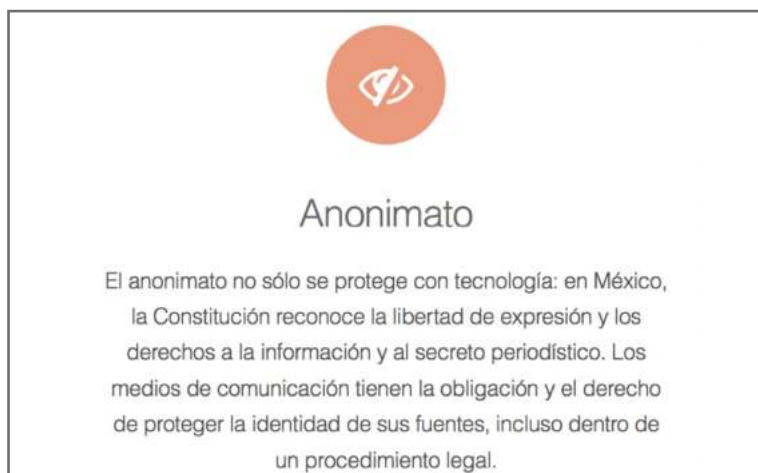 Anonimato
El anonimato no sólo se protege con tecnología: en México,
la Constitución reconoce la libertad de expresión y los
derechos a la información y al secreto periodístico. Los
medios de comunicación tienen la obligación y el derecho
de proteger la identidad de sus fuentes, incluso dentro de
un procedimiento legal.